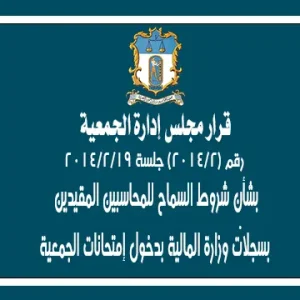 قرار مجلس إدارة الجمعية
رقم (٢٠١٤/٢) جلسة ٢٠١٤/٢/١٩
بشأن شروط السماح للمحاسبين المقيدين
بسجلات وزارة المالية بدخول إمتحانات الجمعية